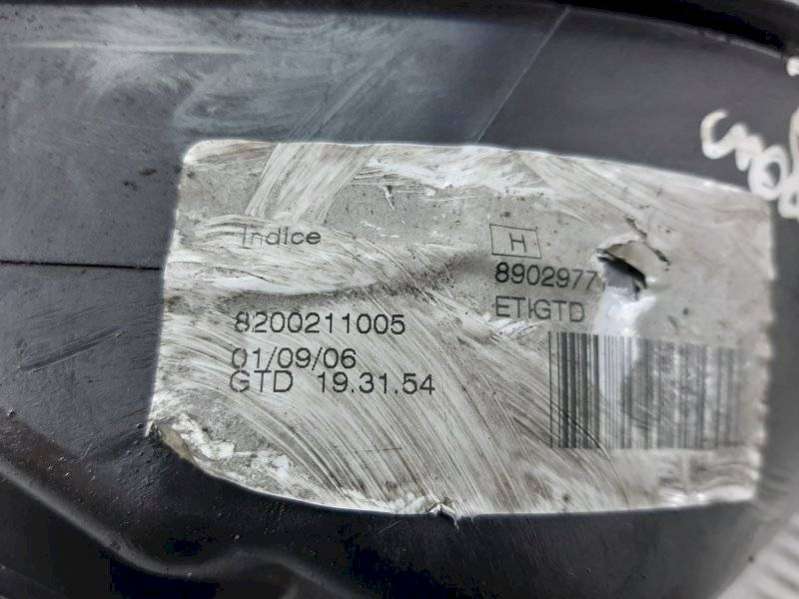 Indice
H
8902977
ETIGTD
8200211005
01/09/06
GTD 19.31.54